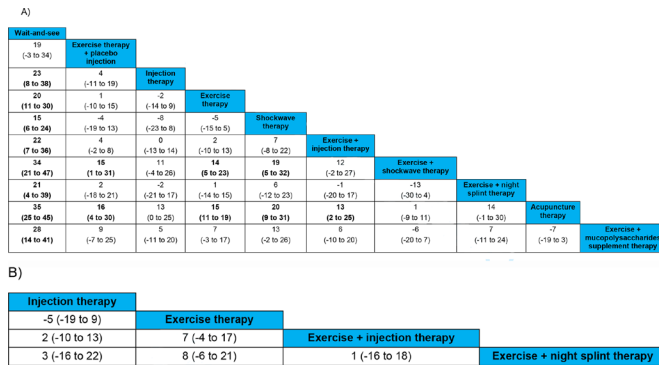 A)
Wait-and-see
19 Exercise therapy
(-3 to 34) + placebo
injection
23 4 Injection
(8 to 38) (-11 to 19) therapy
20 1 -2 Exercise
(11 to 30) (-10 to 15) (-14 to 9) therapy
15 -4 -8 -5 Shockwave
(6 to 24) (-19 to 13) (-23 to 8) (-15 to 5) therapy
22 4 0 2 7 Exercise +
(7 to 36) (-2 to 8) (-13 to 14) (-10 to 13) (-8 to 22) injection therapy
34 15 11 14 19 12 Exercise +
(21 to 47) (1 to 31) (-4 to 26) (5 to 23) (5 to 32) (-2 to 27) shockwave therapy
21 2 -2 1 6 -1 -13 Exercise + night
(4 to 39) (-18 to 21) (-21 to 17) (-14 to 15) (-12 to 23) (-20 to 17) (-30 to 4) splint therapy
35 16 13 15 20 13 1 14 Acupuncture
(25 to 45) (4 to 30) (0 to 25) (11 to 19) (9 to 31) (2 to 25) (-9 to 11) (-1 to 30) therapy
28 9 5 7 13 6 -6 7 -7 Exercise +
(14 to 41) (-7 to 25) (-11 to 20) (-3 to 17) (-2 to 26) (-10 to 20) (-20 to 7) (-11 to 24) (-19 to 3) mucopolysaccharides
supplement therapy
B)
Injection therapy
-5 (-19 to 9) Exercise therapy
2 (-10 to 13) 7 (-4 to 17) Exercise + injection therapy
3 (-16 to 22) 8 (-6 to 21) 1 (-16 to 18) Exercise + night splint therapy